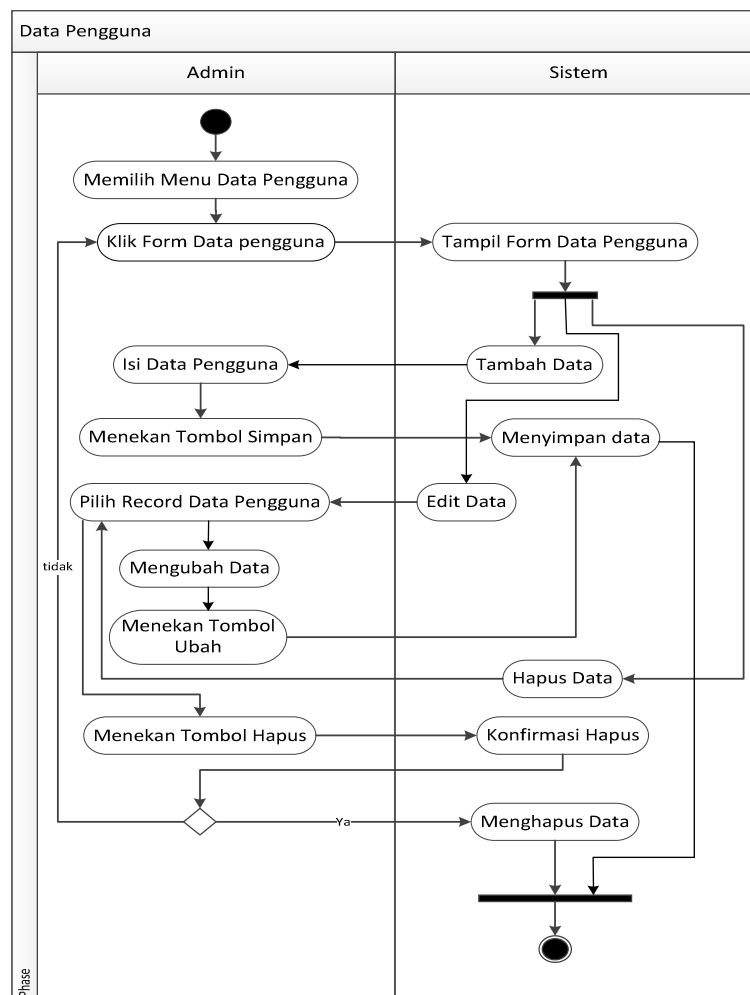 Data Pengguna
Admin
Sistem
Memilih Menu Data Pengguna
Klik Form Data pengguna
Tampil Form Data Pengguna
Isi Data Pengguna
Tambah Data
Menekan Tombol Simpan
Menyimpan data
Pilih Record Data Pengguna
Edit Data
tidak
Mengubah Data
Menekan Tombol
Ubah
Hapus Data
Menekan Tombol Hapus
Konfirmasi Hapus
Ya
Menghapus Data
Phase